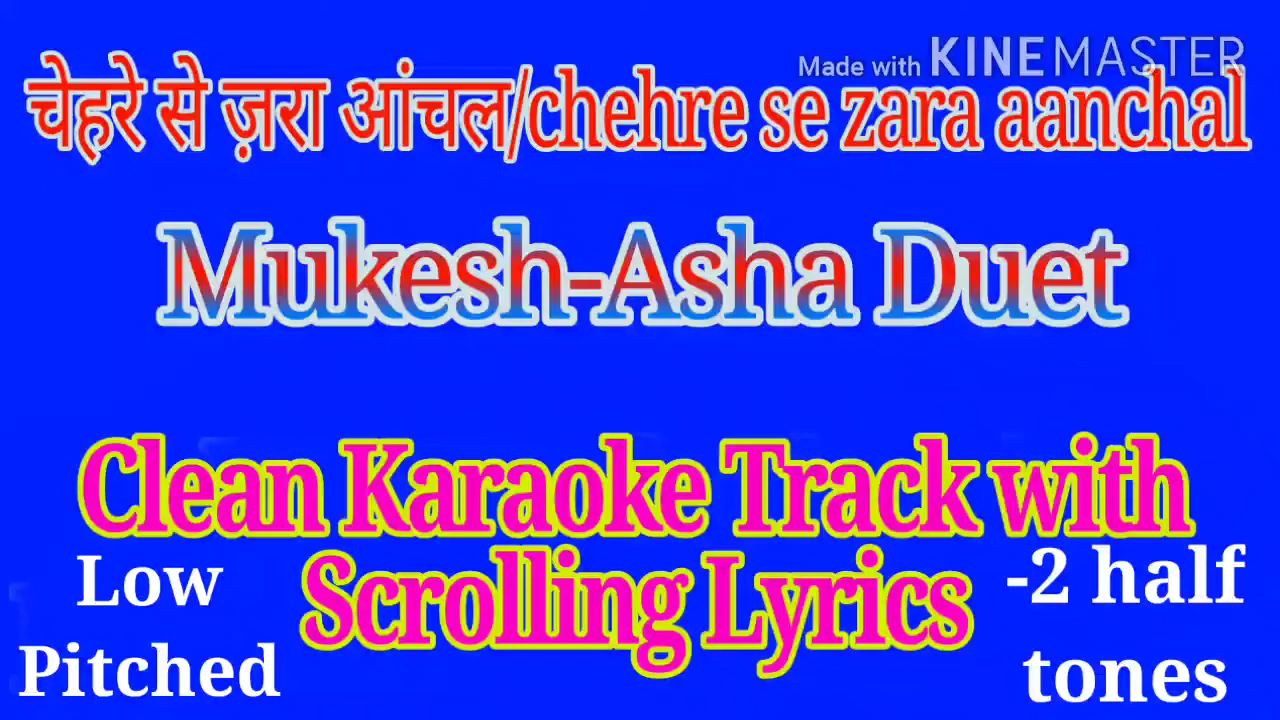 Made with KINEMASTER
चेहरे से ज़रा आंचल/chehre se zara aanchal
Mukesh-Asha Duet
Clean Karaoke Track with
Scrolling Lyrics
Low
Pitched
-2 half
tones